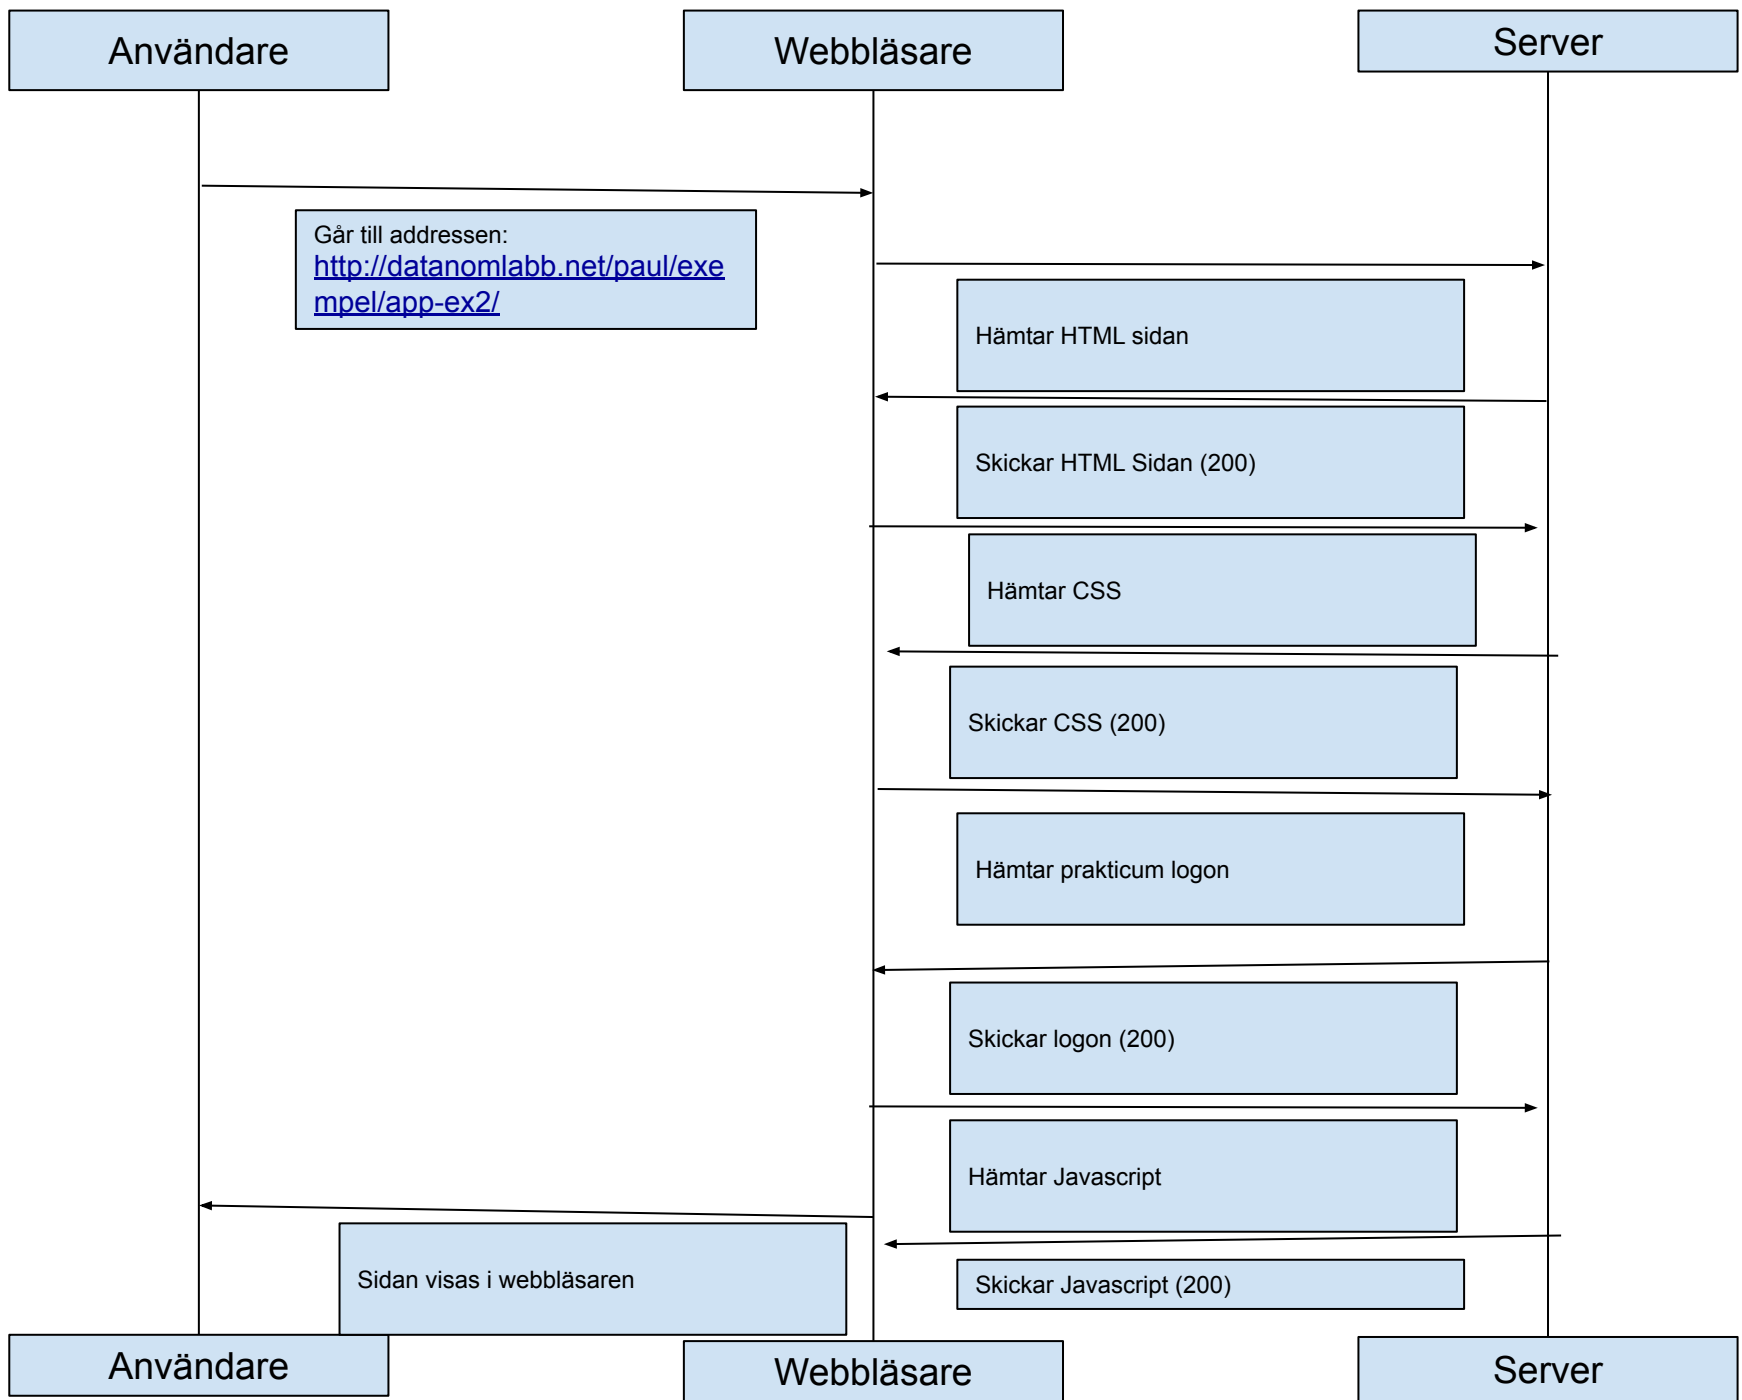 Användare
Webbläsare
Server
Går till addressen:
http://datanomlabb.net/paul/exe
mpel/app-ex2/
Hämtar HTML sidan
Skickar HTML Sidan (200)
Hämtar CSS
Skickar CSS (200)
Hämtar prakticum logon
Skickar logon (200)
Hämtar Javascript
Sidan visas i webbläsaren
Skickar Javascript (200)
Användare
Webbläsare
Server